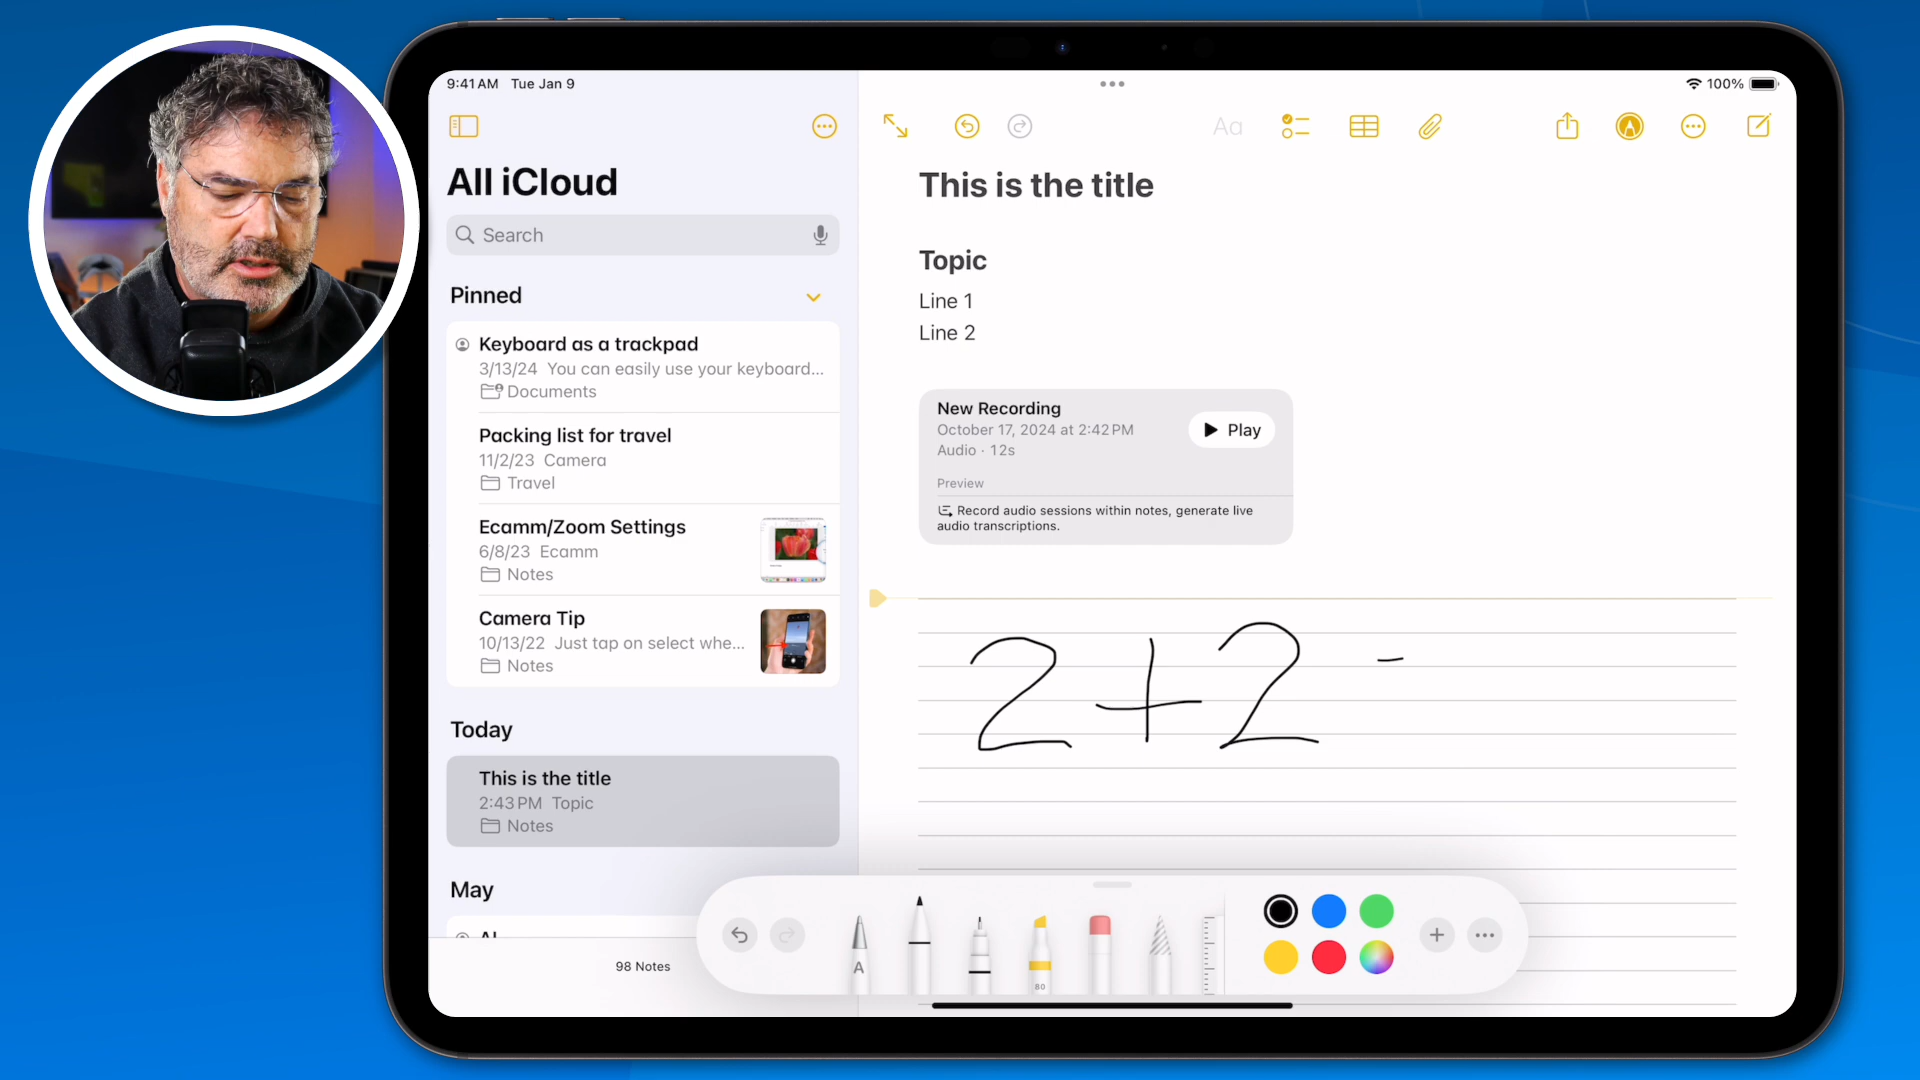 9:41 AM Tue Jan 9
100%
All iCloud
Search
Pinned
Keyboard as a trackpad
3/13/24 You can easily use your keyboard...
Documents
Packing list for travel
11/2/23 Camera
Travel
Ecamm/Zoom Settings
6/8/23 Ecamm
Notes
Camera Tip
10/13/22 Just tap on select whe...
Notes
Today
This is the title
2:43 PM Topic
Notes
May
98 Notes
Aa
This is the title
Topic
Line 1
Line 2
New Recording
October 17, 2024 at 2:42 PM
Audio · 12s
Play
Preview
Record audio sessions within notes, generate live
audio transcriptions.
2+2 -
A
80